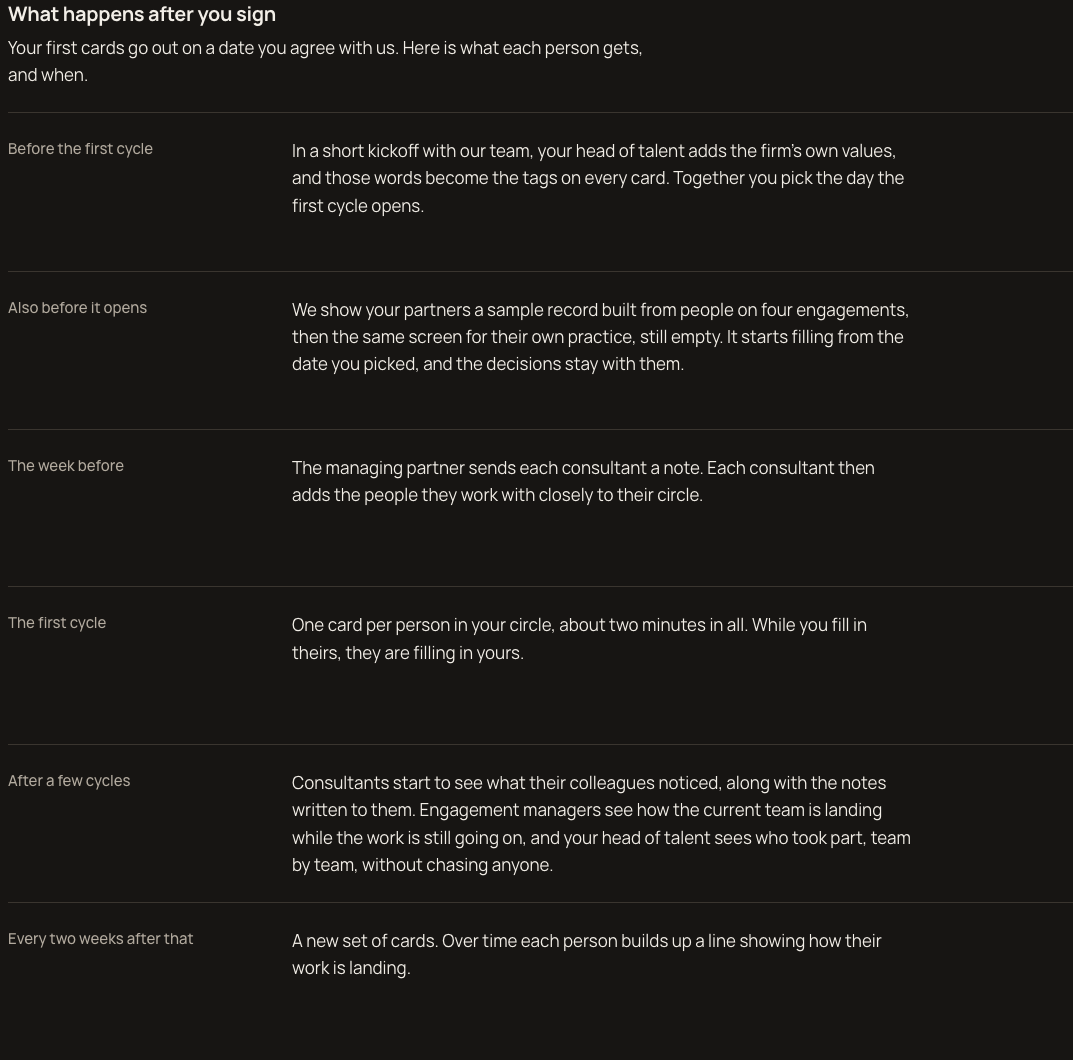 What happens after you sign
Your first cards go out on a date you agree with us. Here is what each person gets,
and when.
Before the first cycle
In a short kickoff with our team, your head of talent adds the firm's own values,
and those words become the tags on every card. Together you pick the day the
first cycle opens.
Also before it opens
We show your partners a sample record built from people on four engagements,
then the same screen for their own practice, still empty. It starts filling from the
date you picked, and the decisions stay with them.
The week before
The managing partner sends each consultant a note. Each consultant then
adds the people they work with closely to their circle.
The first cycle
One card per person in your circle, about two minutes in all. While you fill in
theirs, they are filling in yours.
After a few cycles
Consultants start to see what their colleagues noticed, along with the notes
written to them. Engagement managers see how the current team is landing
while the work is still going on, and your head of talent sees who took part, team
by team, without chasing anyone.
Every two weeks after that
A new set of cards. Over time each person builds up a line showing how their
work is landing.